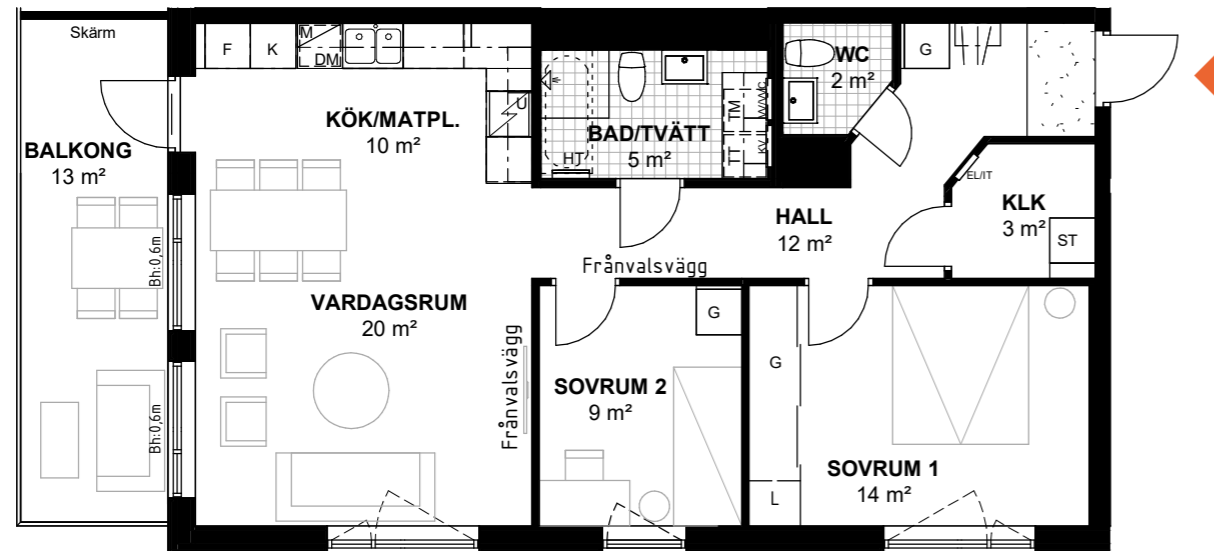 Skärm
F
K
M
DM
U
KÖK/MATPL.
10 m²
BALKONG
13 m²
Bh:0,6m
Bh:0,6m
VARDAGSRUM
20 m²
BAD/TVÄTT
5 m²
HT
TM
TT
KV
WC
2 m²
G
EL/IT
KLK
3 m²
ST
HALL
12 m²
Frånvalsvägg
Frånvalsvägg
G
SOVRUM 2
9 m²
G
L
SOVRUM 1
14 m²